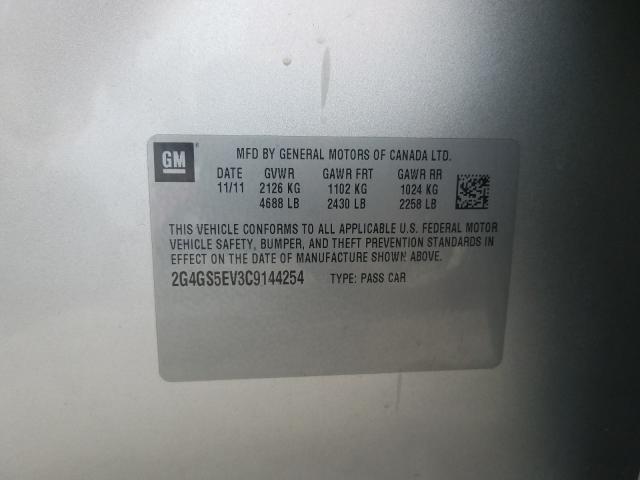 GM
MFD BY GENERAL MOTORS OF CANADA LTD.
DATE GVWR GAWR FRT GAWR RR
11/11 2126 KG 1102 KG 1024 KG
4688 LB 2430 LB 2258 LB
THIS VEHICLE CONFORMS TO ALL APPLICABLE U.S. FEDERAL MOTOR
VEHICLE SAFETY, BUMPER, AND THEFT PREVENTION STANDARDS IN
EFFECT ON THE DATE OF MANUFACTURE SHOWN ABOVE.
2G4GS5EV3C9144254 TYPE: PASS CAR